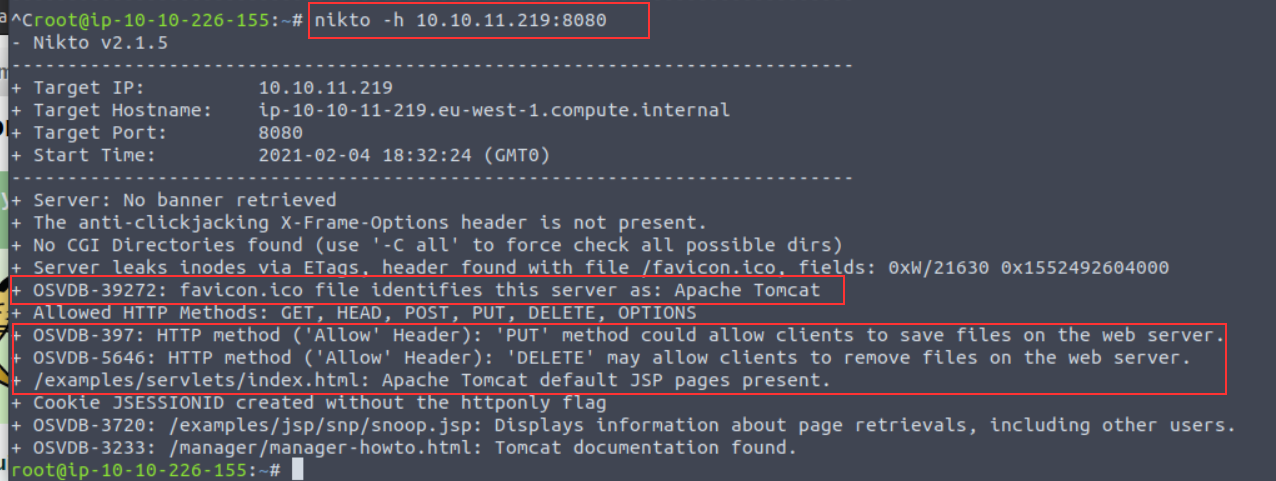 ^Croot@ip-10-10-226-155:~# nikto -h 10.10.11.219:8080
- Nikto v2.1.5
---------------------------------------------------------------------------
+ Target IP:          10.10.11.219
+ Target Hostname:    ip-10-10-11-219.eu-west-1.compute.internal
+ Target Port:        8080
+ Start Time:         2021-02-04 18:32:24 (GMT0)
---------------------------------------------------------------------------
+ Server: No banner retrieved
+ The anti-clickjacking X-Frame-Options header is not present.
+ No CGI Directories found (use '-C all' to force check all possible dirs)
+ Server leaks inodes via ETags, header found with file /favicon.ico, fields: 0xW/21630 0x1552492604000
+ OSVDB-39272: favicon.ico file identifies this server as: Apache Tomcat
+ Allowed HTTP Methods: GET, HEAD, POST, PUT, DELETE, OPTIONS
+ OSVDB-397: HTTP method ('Allow' Header): 'PUT' method could allow clients to save files on the web server.
+ OSVDB-5646: HTTP method ('Allow' Header): 'DELETE' may allow clients to remove files on the web server.
+ /examples/servlets/index.html: Apache Tomcat default JSP pages present.
+ Cookie JSESSIONID created without the httponly flag
+ OSVDB-3720: /examples/jsp/snp/snoop.jsp: Displays information about page retrievals, including other users.
+ OSVDB-3233: /manager/manager-howto.html: Tomcat documentation found.
root@ip-10-10-226-155:~#